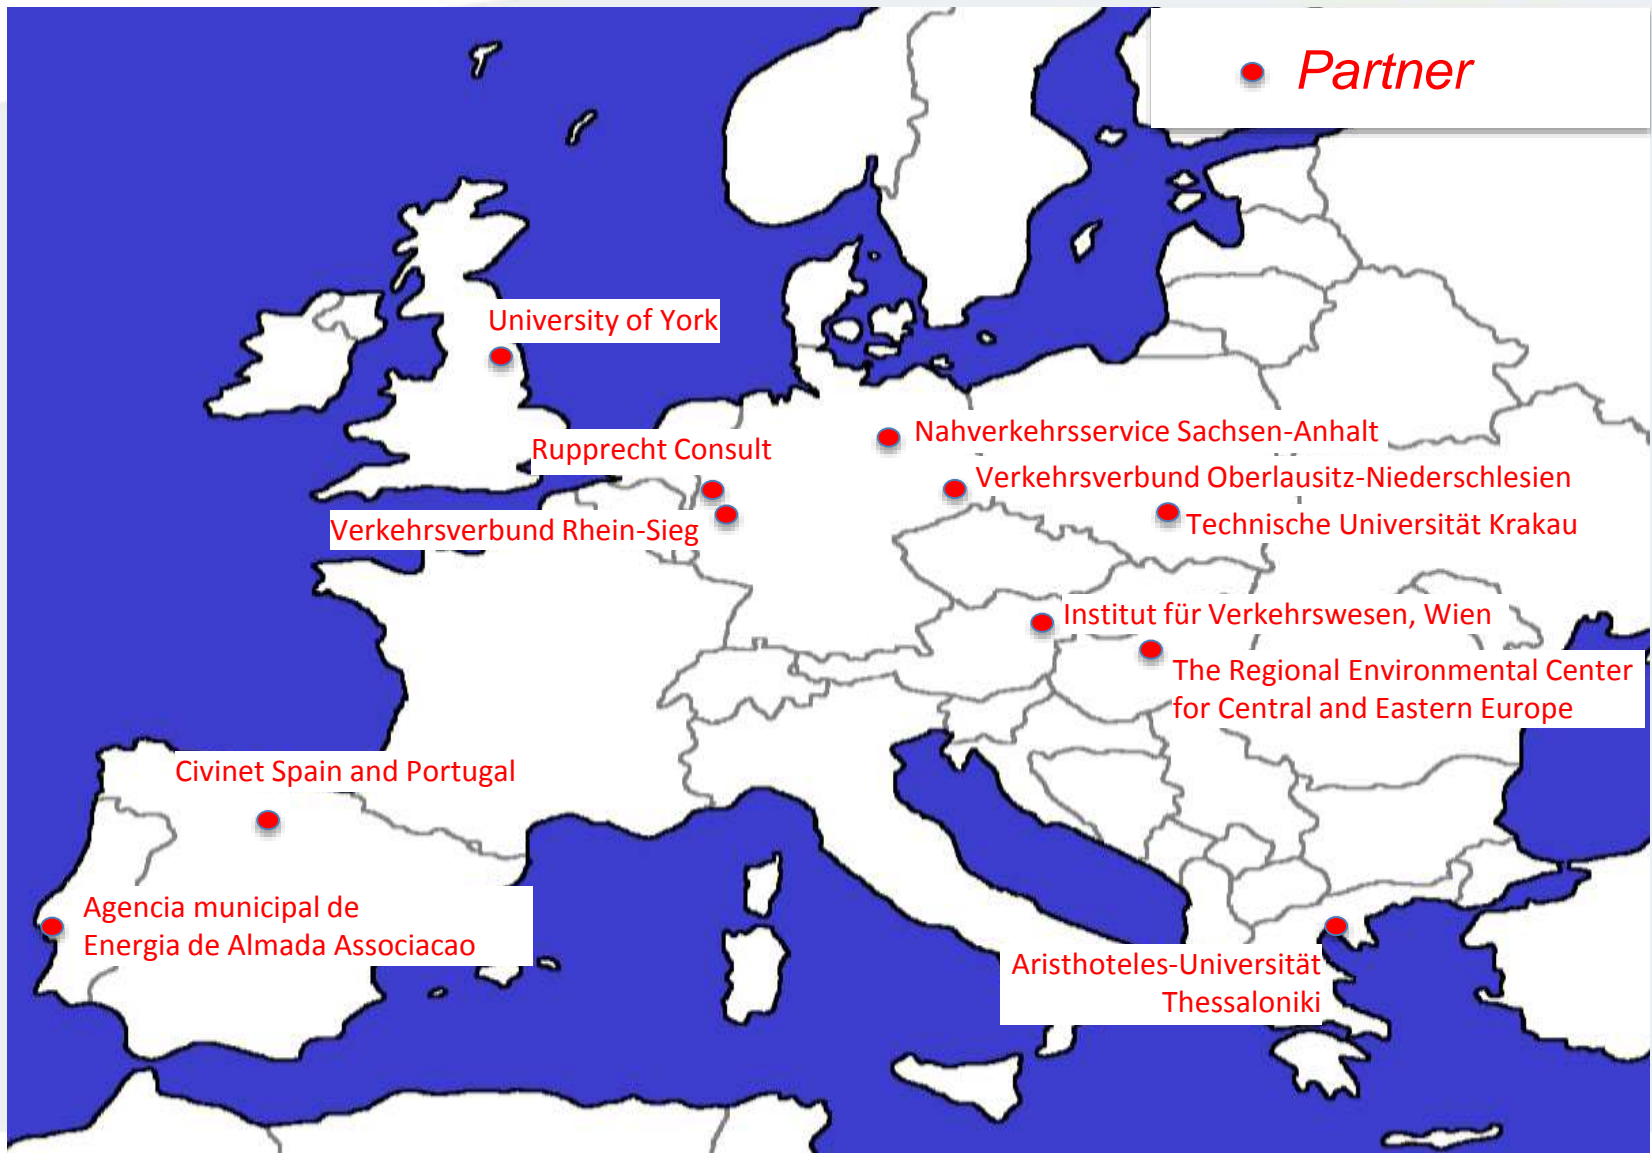 Partner
University of York
Nahverkehrsservice Sachsen-Anhalt
Rupprecht Consult
Verkehrsverbund Oberlausitz-Niederschlesien
Verkehrsverbund Rhein-Sieg
Technische Universität Krakau
Institut für Verkehrswesen, Wien
The Regional Environmental Center
for Central and Eastern Europe
Civinet Spain and Portugal
Agencia municipal de
Energia de Almada Associacao
Aristhoteles-Universität
Thessaloniki